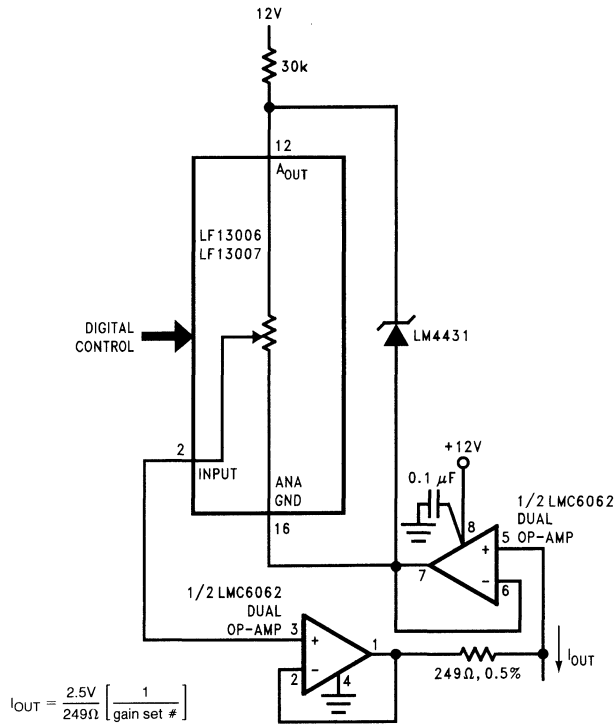 12V
30k
12
A_OUT
LF13006
LF13007
DIGITAL
CONTROL
LM4431
2
INPUT
ANA
GND
16
+12V
0.1 µF
8
1/2 LMC6062
DUAL
OP-AMP
5
+
7
−
6
1/2 LMC6062
DUAL
OP-AMP
3
+
1
−
2
4
249Ω, 0.5%
I_OUT
I_OUT = 2.5V/249Ω [1/gain set #]